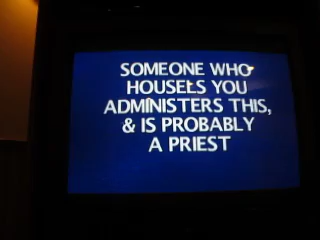 SOMEONE WHO
HOUSELS YOU
ADMINISTERS THIS,
& IS PROBABLY
A PRIEST